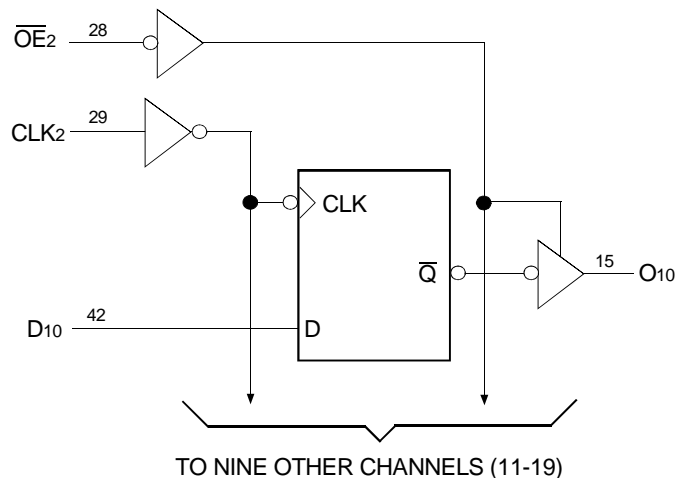 OE2 28
29
CLK2
CLK
Q
15 O10
D10 42
D
TO NINE OTHER CHANNELS (11-19)